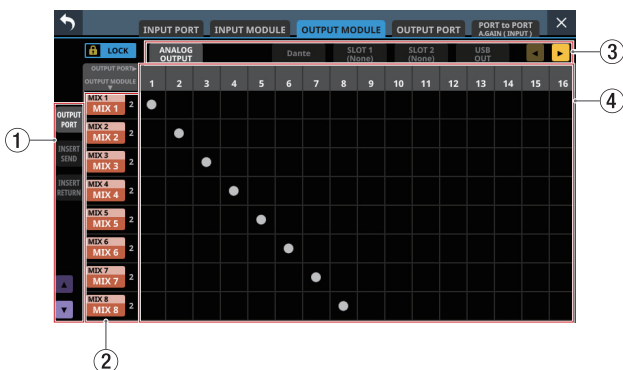 INPUT PORT INPUT MODULE OUTPUT MODULE OUTPUT PORT PORT to PORT A.GAIN ( INPUT )
LOCK ANALOG OUTPUT Dante SLOT 1 (None) SLOT 2 (None) USB OUT
③
OUTPUT PORT▶
OUTPUT MODULE ▼
1 2 3 4 5 6 7 8 9 10 11 12 13 14 15 16
④
①
OUTPUT PORT
INSERT SEND
INSERT RETURN
MIX 1
MIX 1 2
MIX 2
MIX 2 2
MIX 3
MIX 3 2
MIX 4
MIX 4 2
MIX 5
MIX 5 2
MIX 6
MIX 6 2
MIX 7
MIX 7 2
MIX 8
MIX 8 2
②